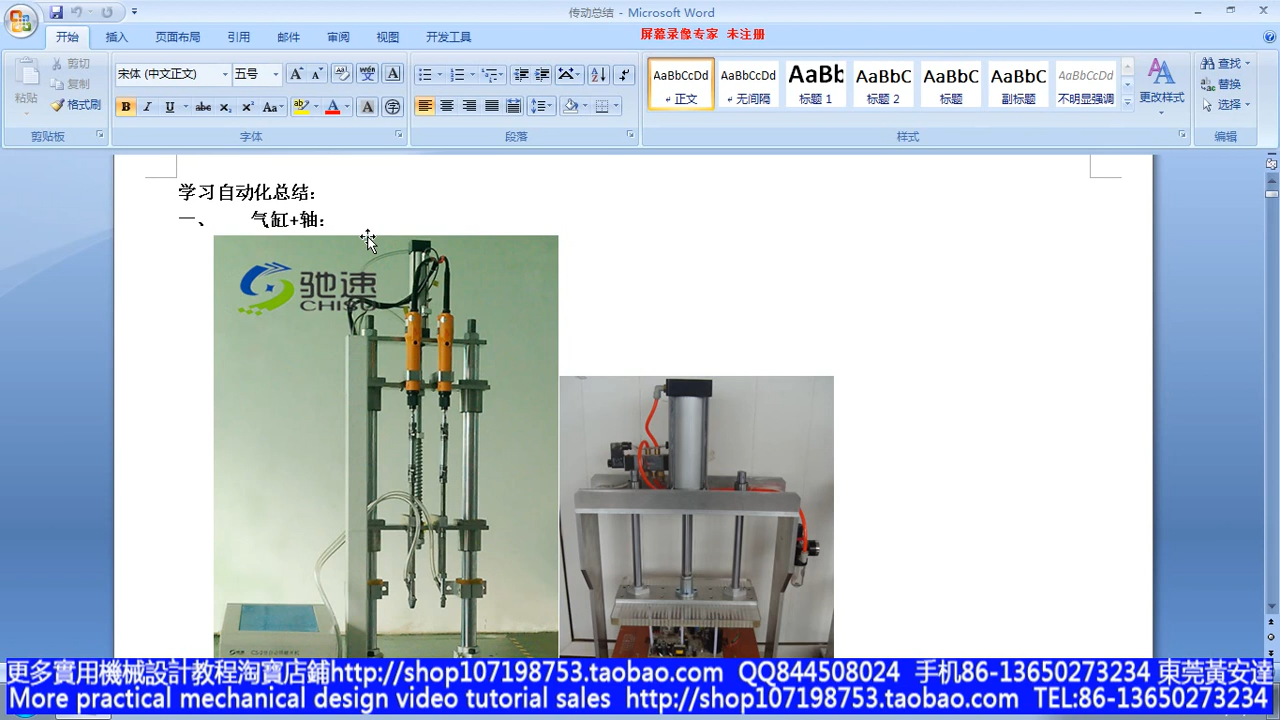 传动总结 - Microsoft Word
开始 插入 页面布局 引用 邮件 审阅 视图 开发工具
屏幕录像专家 未注册
粘贴
剪切
复制
格式刷
剪贴板
宋体 (中文正文) 五号
字体
段落
AaBbCcDd AaBbCcDd AaBb AaBbC AaBbC AaBbC AaBbCcDd
正文 无间隔 标题 1 标题 2 标题 副标题 不明显强调
更改样式
样式
查找
替换
选择
编辑
学习自动化总结：
一、 气缸+轴：
驰速
CHISU
更多實用機械設計教程淘寶店鋪http://shop107198753.taobao.com QQ844508024 手机86-13650273234 東莞黃安達
More practical mechanical design video tutorial sales http://shop107198753.taobao.com TEL:86-13650273234